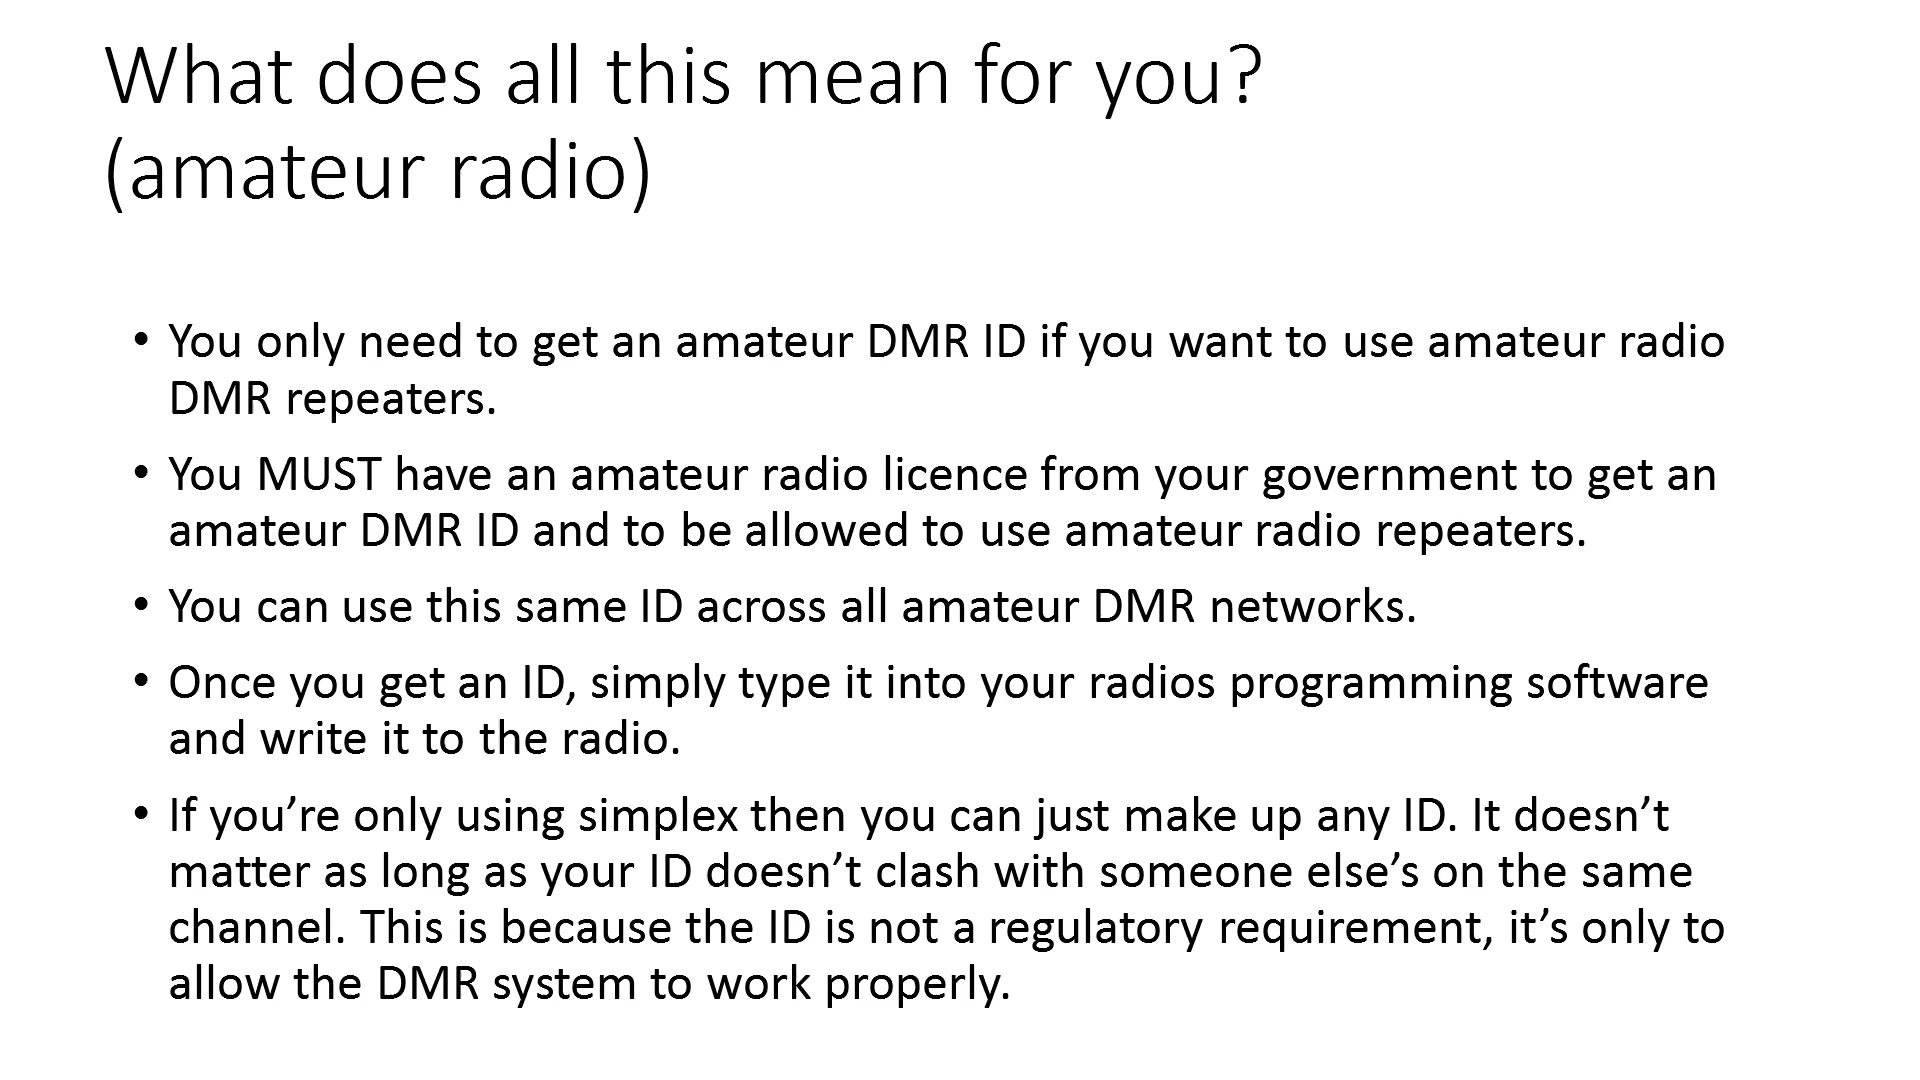 What does all this mean for you?
(amateur radio)
• You only need to get an amateur DMR ID if you want to use amateur radio
DMR repeaters.
• You MUST have an amateur radio licence from your government to get an
amateur DMR ID and to be allowed to use amateur radio repeaters.
• You can use this same ID across all amateur DMR networks.
• Once you get an ID, simply type it into your radios programming software
and write it to the radio.
• If you’re only using simplex then you can just make up any ID. It doesn’t
matter as long as your ID doesn’t clash with someone else’s on the same
channel. This is because the ID is not a regulatory requirement, it’s only to
allow the DMR system to work properly.